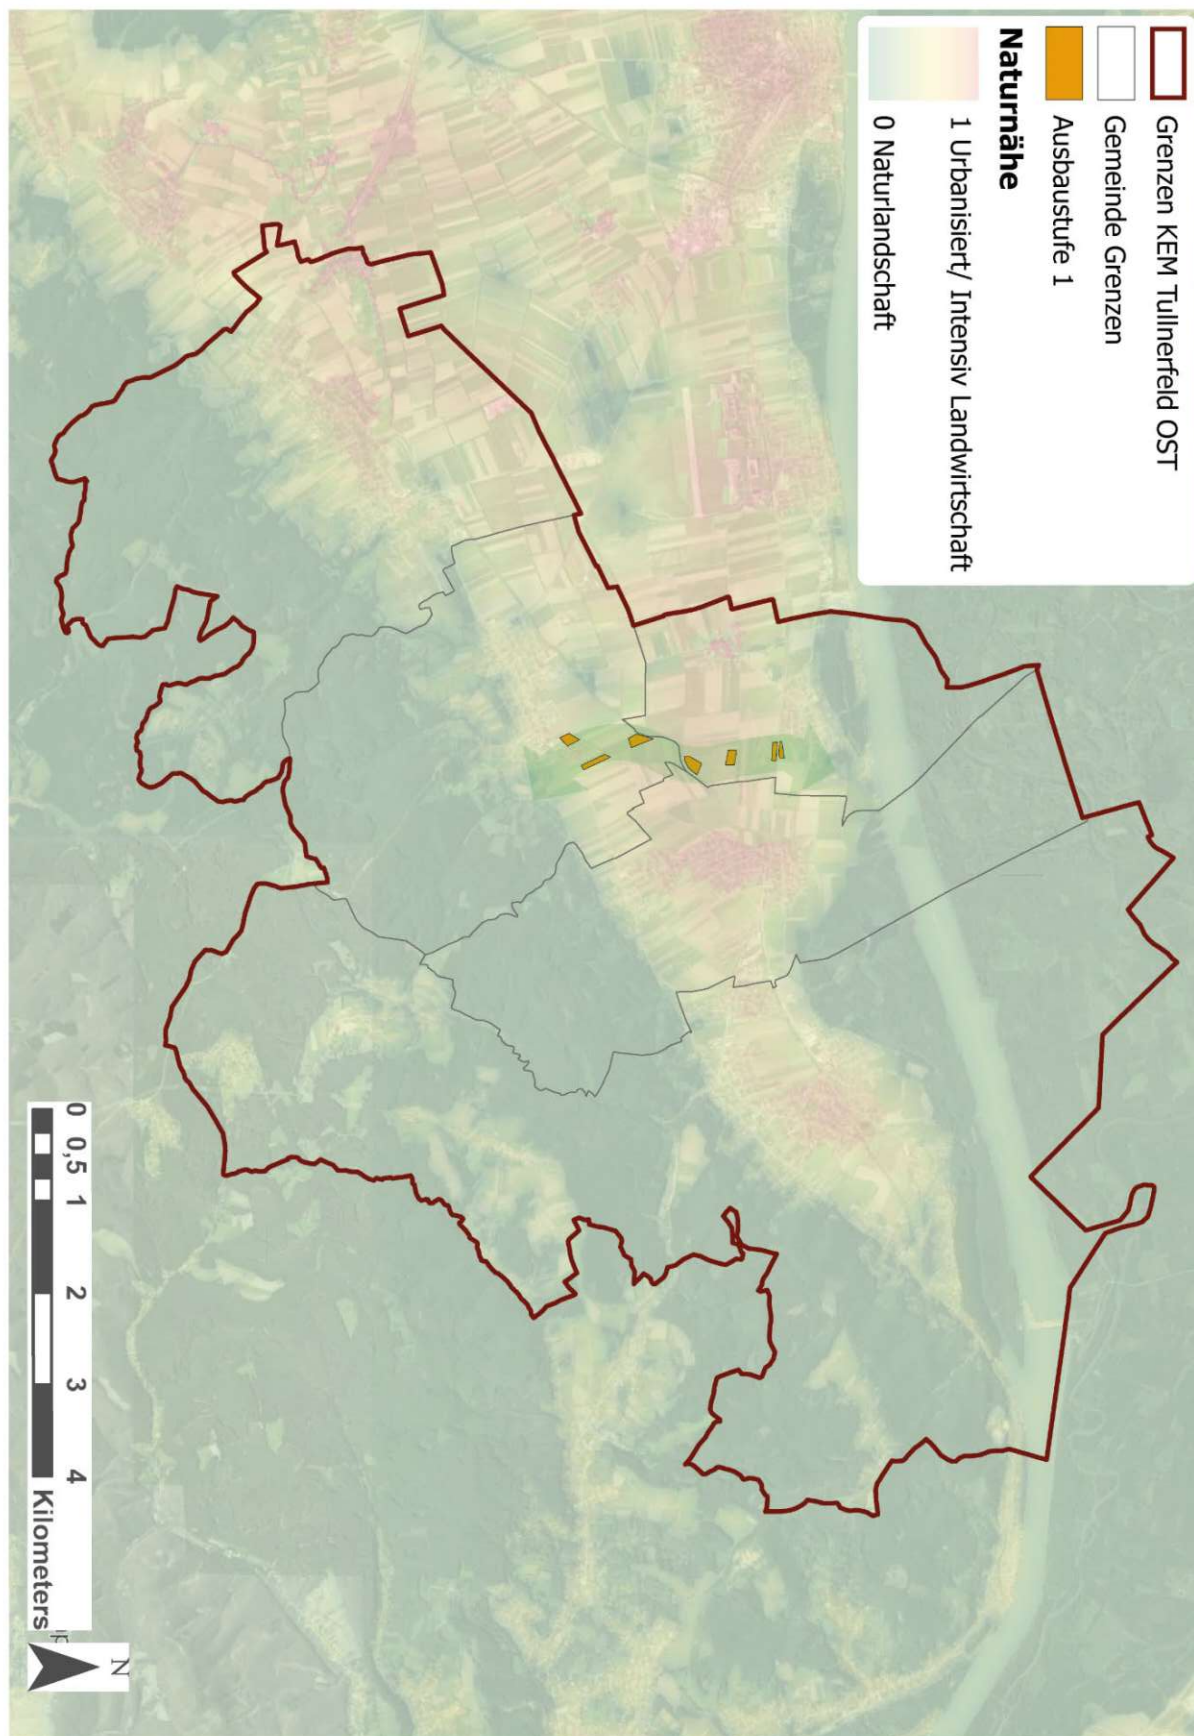 Grenzen KEM Tullnerfeld OST
Gemeinde Grenzen
Ausbaustufe 1
Naturnähe
1 Urbanisiert/ Intensiv Landwirtschaft
0 Naturlandschaft
0 0,5 1 2 3 4
Kilometers
N